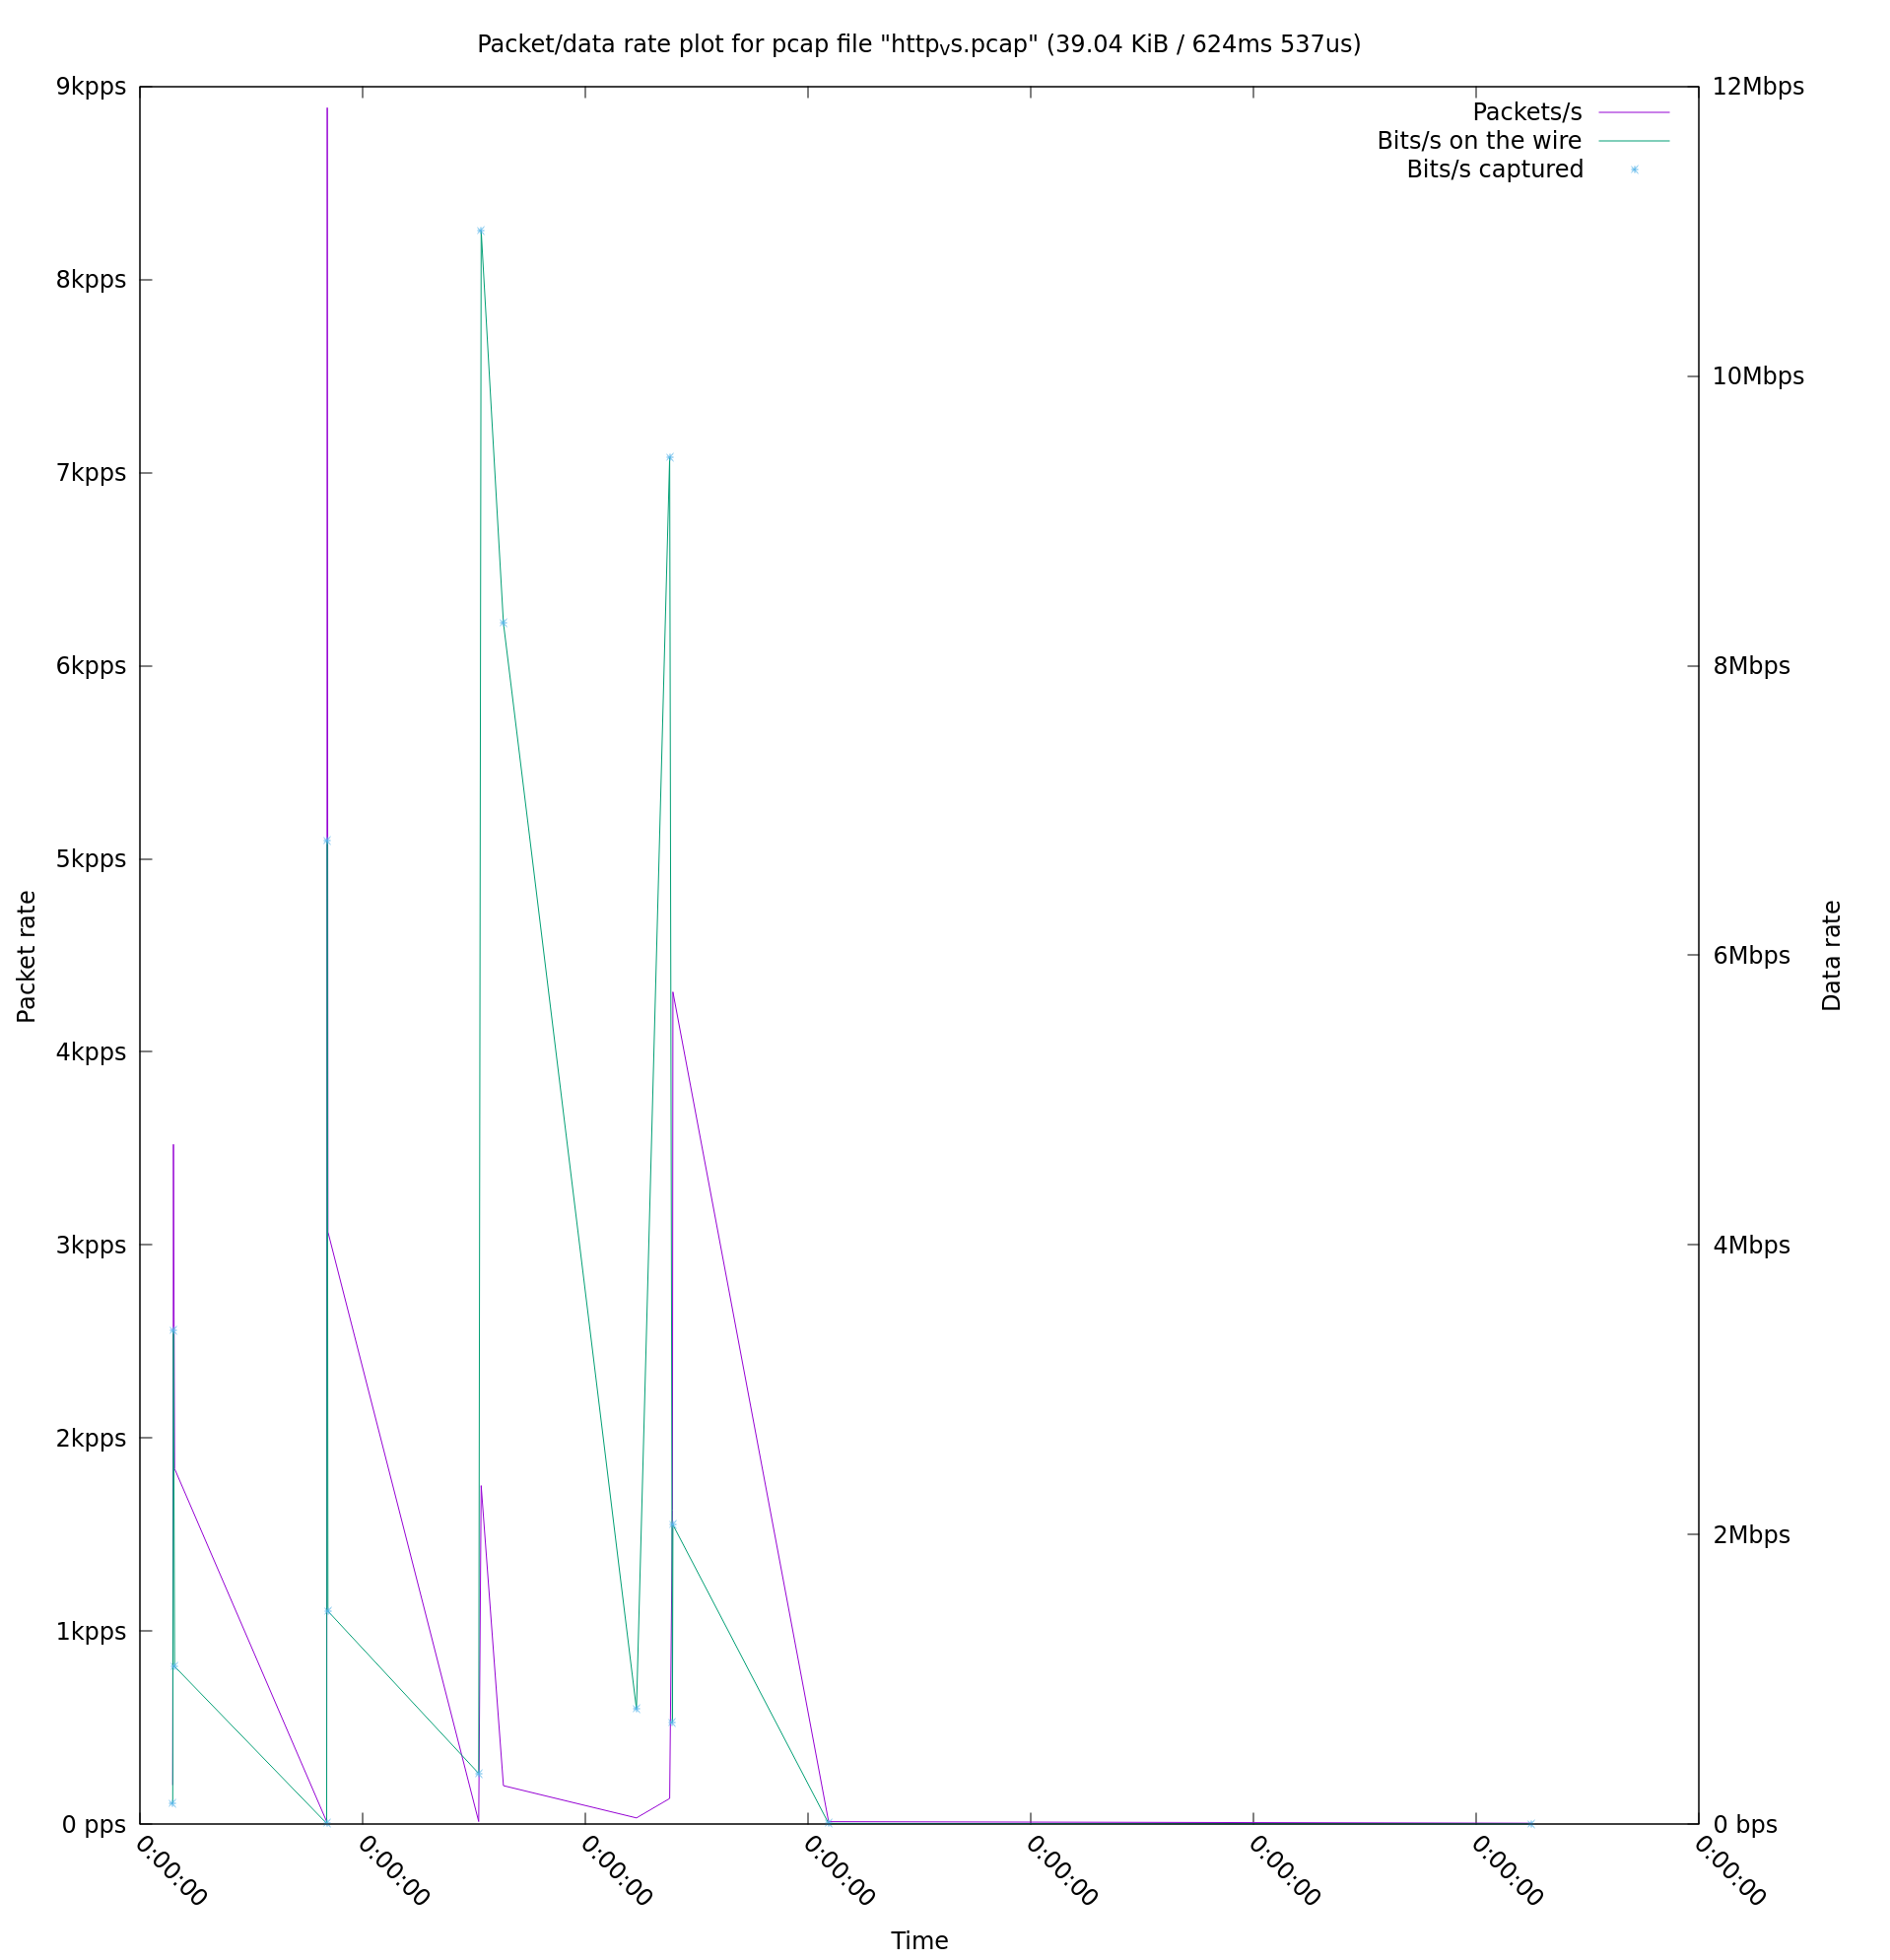 Packet/data rate plot for pcap file "httpᵥs.pcap" (39.04 KiB / 624ms 537us)
9kpps
8kpps
7kpps
6kpps
5kpps
4kpps
3kpps
2kpps
1kpps
0 pps
Packet rate
12Mbps
10Mbps
8Mbps
6Mbps
4Mbps
2Mbps
0 bps
Data rate
Packets/s
Bits/s on the wire
Bits/s captured
0:00:00
0:00:00
0:00:00
0:00:00
0:00:00
0:00:00
0:00:00
0:00:00
Time